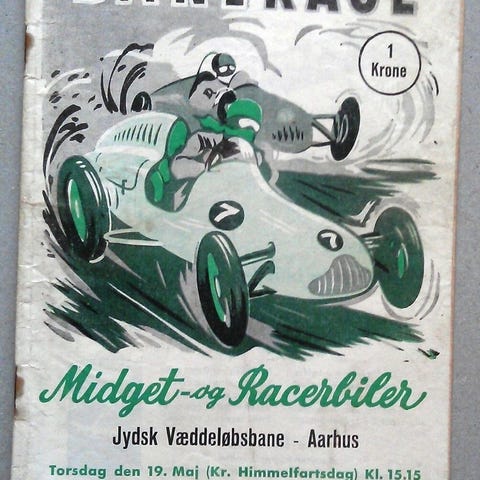 BANERACE
1
Krone
7
7
Midget- og Racerbiler
Jydsk Væddeløbsbane - Aarhus
Torsdag den 19. Maj (Kr. Himmelfartsdag) Kl. 15.15